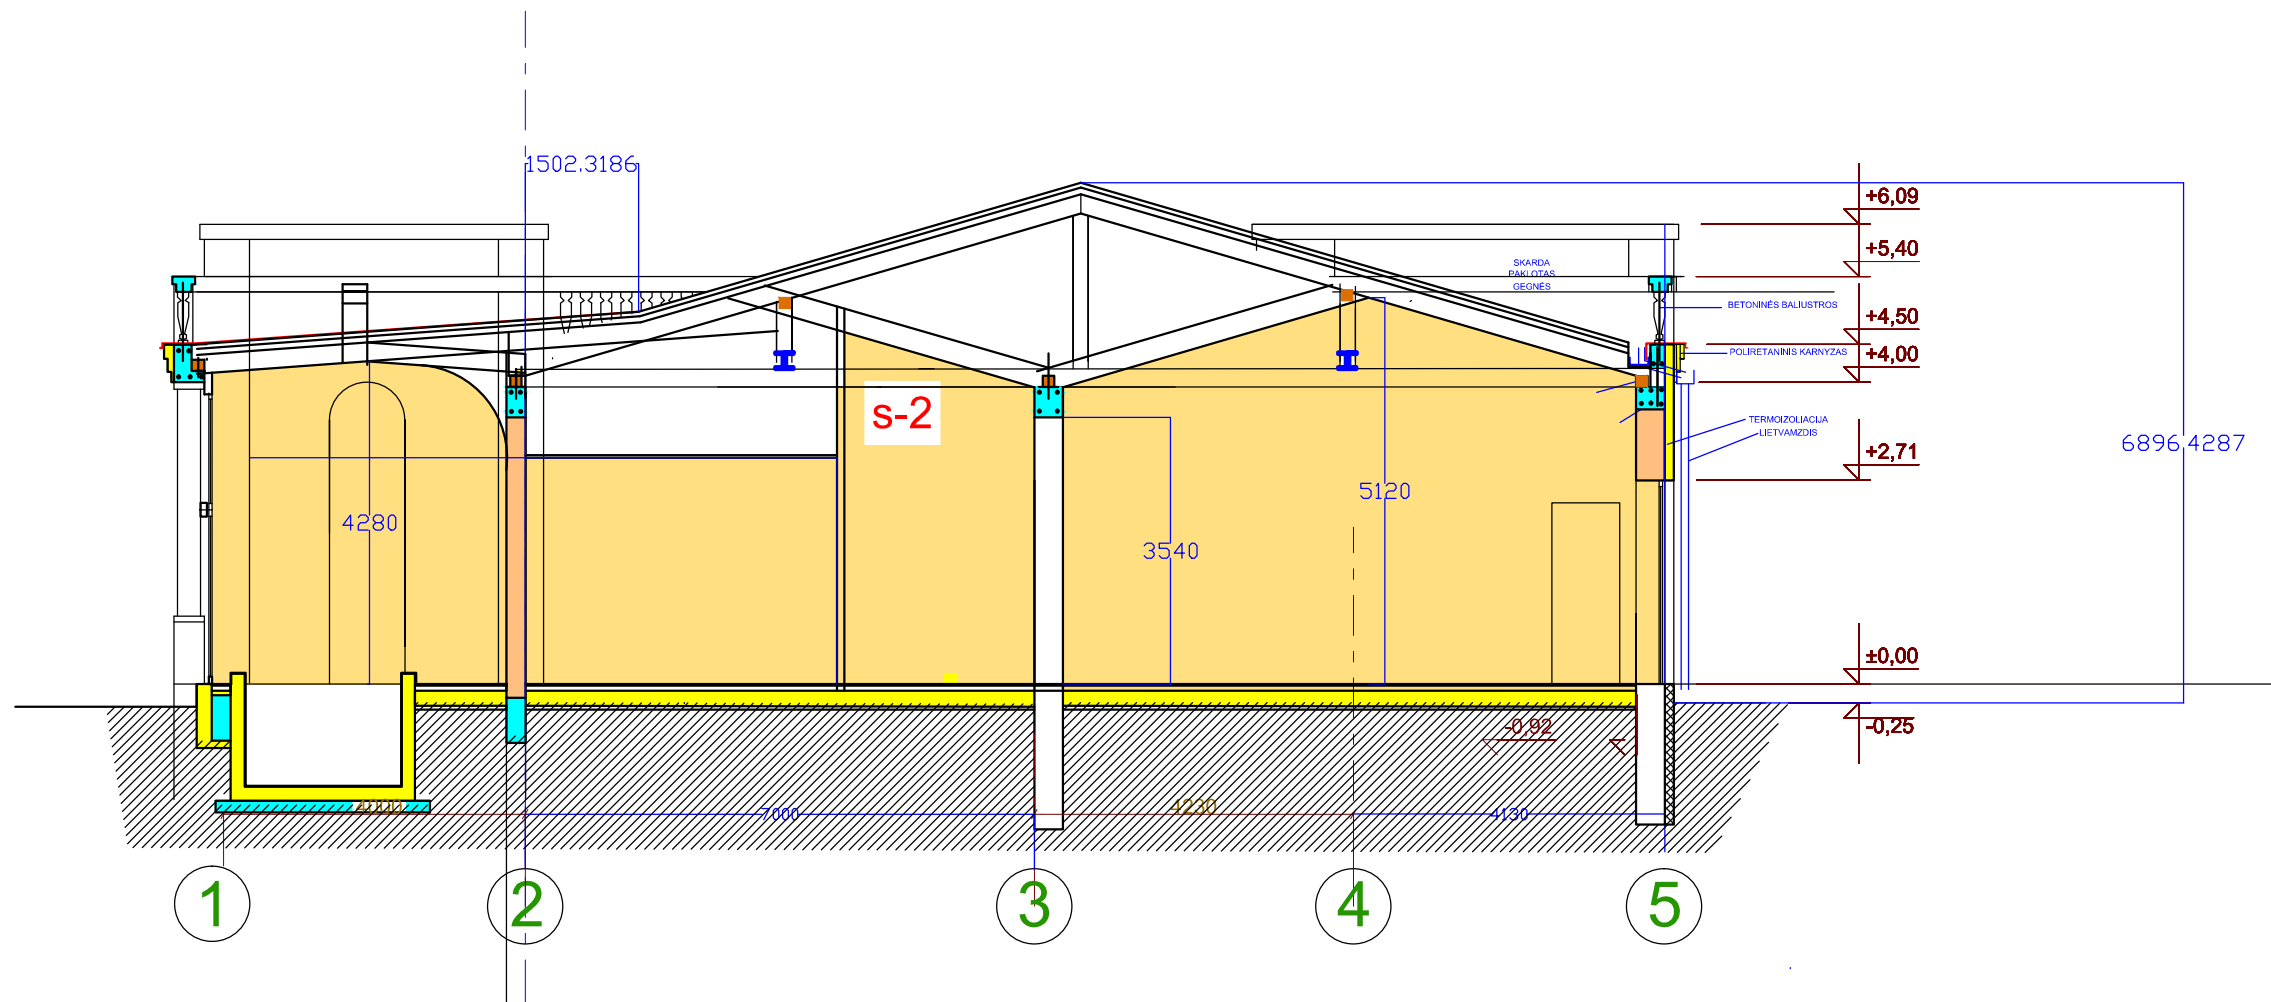 1502.3186
+6,09
+5,40
SKARDA
PAKLOTAS
GEGNĖS
BETONINĖS BALIUSTROS
+4,50
POLIRETANINIS KARNYZAS
+4,00
s-2
TERMOIZOLIACIJA
LIETVAMZDIS
+2,71
6896.4287
5120
4280
3540
±0,00
-0,92
-0,25
4000
7000
4230
4130
1
2
3
4
5